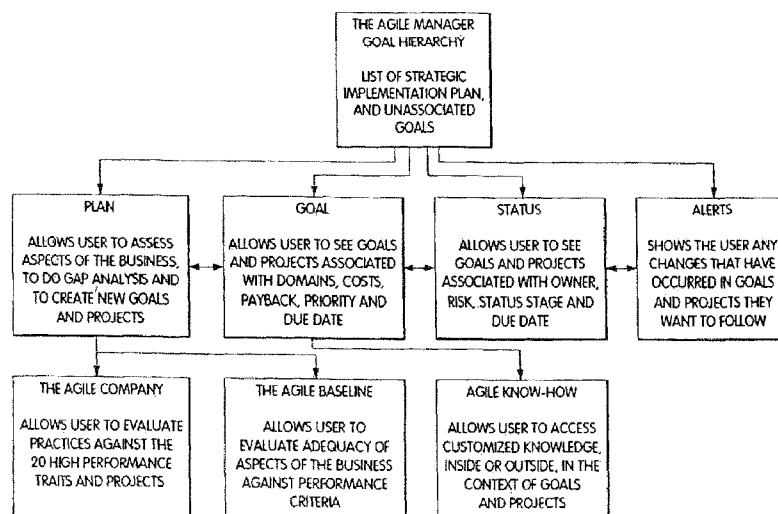 THE AGILE MANAGER
GOAL HIERARCHY
LIST OF STRATEGIC
IMPLEMENTATION PLAN,
AND UNASSOCIATED
GOALS
PLAN
ALLOWS USER TO ASSESS
ASPECTS OF THE BUSINESS,
TO DO GAP ANALYSIS AND
TO CREATE NEW GOALS
AND PROJECTS
GOAL
ALLOWS USER TO SEE GOALS
AND PROJECTS ASSOCIATED
WITH DOMAINS, COSTS,
PAYBACK, PRIORITY AND
DUE DATE
STATUS
ALLOWS USER TO SEE
GOALS AND PROJECTS
ASSOCIATED WITH OWNER,
RISK, STATUS STAGE AND
DUE DATE
ALERTS
SHOWS THE USER ANY
CHANGES THAT HAVE
OCCURRED IN GOALS
AND PROJECTS THEY
WANT TO FOLLOW
THE AGILE COMPANY
ALLOWS USER TO EVALUATE
PRACTICES AGAINST THE
20 HIGH PERFORMANCE
TRAITS AND PROJECTS
THE AGILE BASELINE
ALLOWS USER TO
EVALUATE ADEQUACY OF
ASPECTS OF THE BUSINESS
AGAINST PERFORMANCE
CRITERIA
AGILE KNOW-HOW
ALLOWS USER TO ACCESS
CUSTOMIZED KNOWLEDGE,
INSIDE OR OUTSIDE, IN THE
CONTEXT OF GOALS
AND PROJECTS